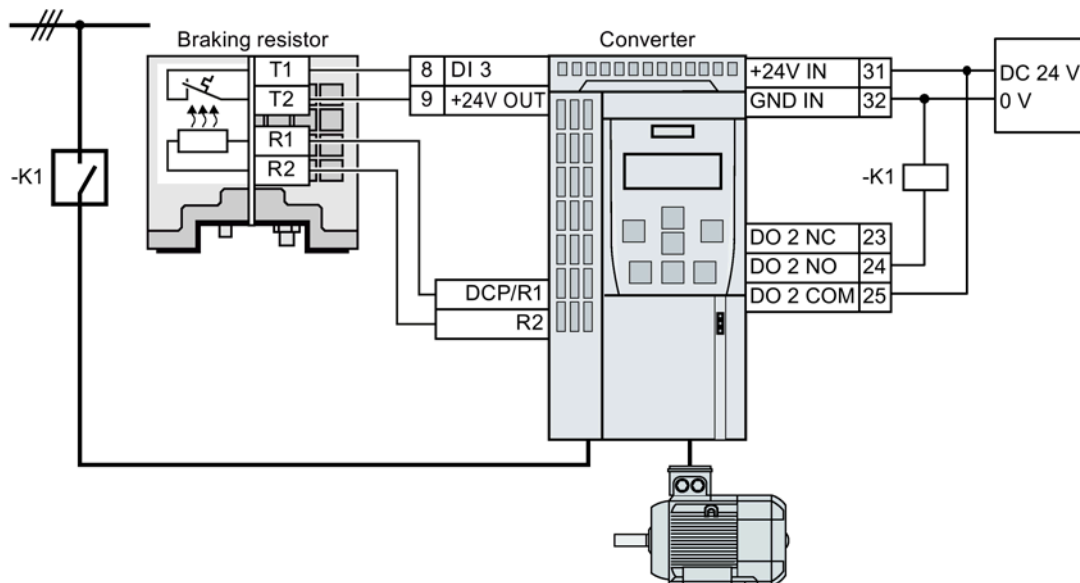 Braking resistor
Converter
T1
8 DI 3
+24V IN 31
DC 24 V
T2
9 +24V OUT
GND IN 32
0 V
R1
-K1
R2
-K1
DO 2 NC 23
DO 2 NO 24
DCP/R1
DO 2 COM 25
R2